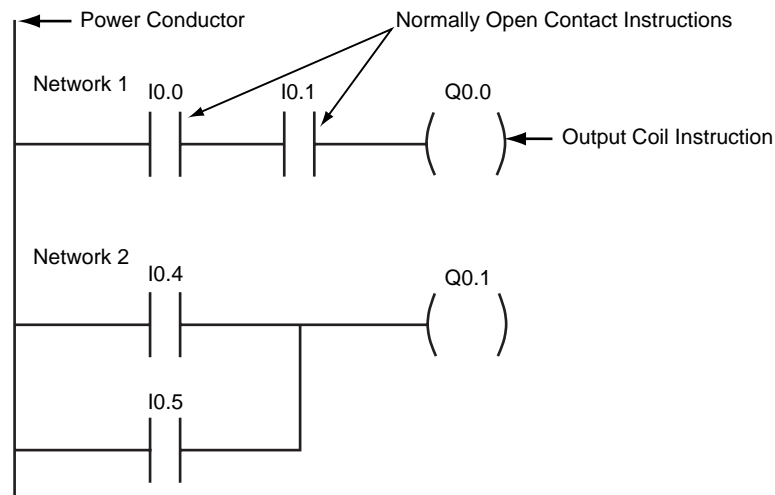 Power Conductor
Normally Open Contact Instructions
Network 1
I0.0
I0.1
Q0.0
Output Coil Instruction
Network 2
I0.4
Q0.1
I0.5